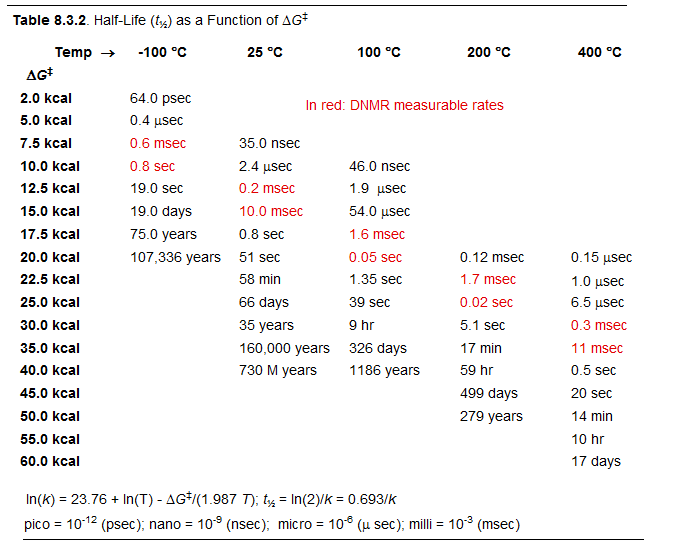 Table 8.3.2. Half-Life (t½) as a Function of ΔG‡
Temp → -100 °C 25 °C 100 °C 200 °C 400 °C
ΔG‡
2.0 kcal 64.0 psec
In red: DNMR measurable rates
5.0 kcal 0.4 μsec
7.5 kcal 0.6 msec 35.0 nsec
10.0 kcal 0.8 sec 2.4 μsec 46.0 nsec
12.5 kcal 19.0 sec 0.2 msec 1.9 μsec
15.0 kcal 19.0 days 10.0 msec 54.0 μsec
17.5 kcal 75.0 years 0.8 sec 1.6 msec
20.0 kcal 107,336 years 51 sec 0.05 sec 0.12 msec 0.15 μsec
22.5 kcal 58 min 1.35 sec 1.7 msec 1.0 μsec
25.0 kcal 66 days 39 sec 0.02 sec 6.5 μsec
30.0 kcal 35 years 9 hr 5.1 sec 0.3 msec
35.0 kcal 160,000 years 326 days 17 min 11 msec
40.0 kcal 730 M years 1186 years 59 hr 0.5 sec
45.0 kcal 499 days 20 sec
50.0 kcal 279 years 14 min
55.0 kcal 10 hr
60.0 kcal 17 days
ln(k) = 23.76 + ln(T) - ΔG‡/(1.987 T); t½ = ln(2)/k = 0.693/k
pico = 10⁻¹² (psec); nano = 10⁻⁹ (nsec); micro = 10⁻⁶ (μ sec); milli = 10⁻³ (msec)